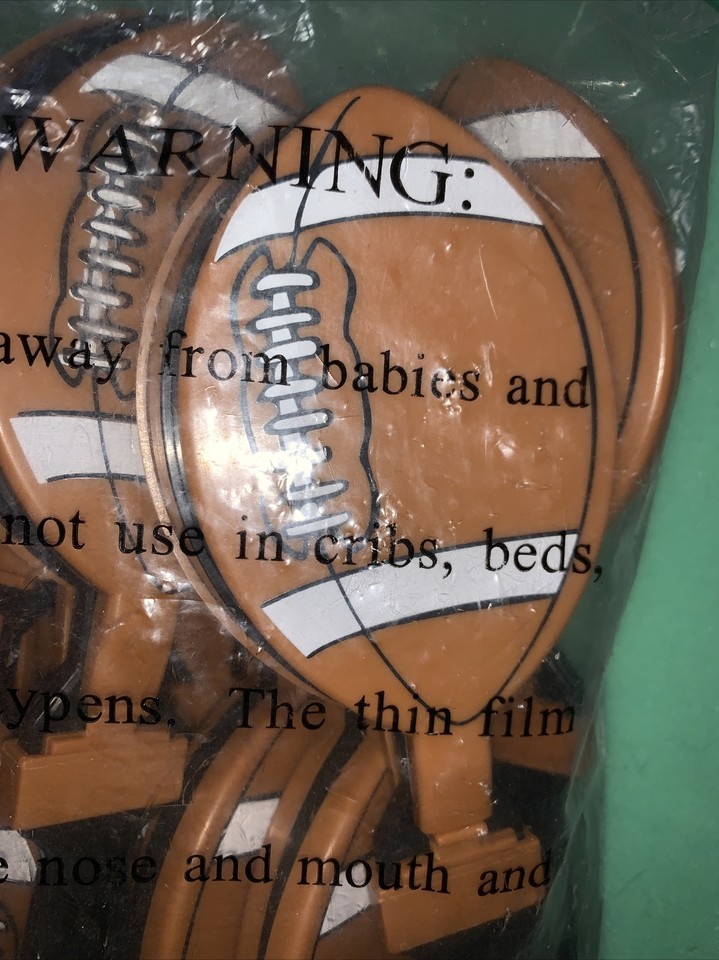 WARNING:
away from babies and
not use in cribs, beds,
ypens. The thin film
e nose and mouth and